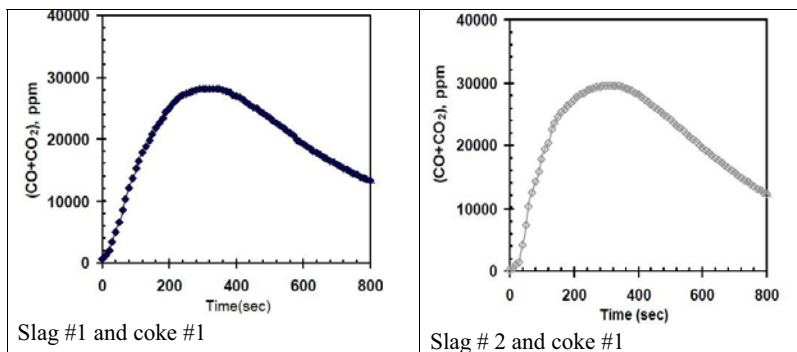 40000
30000
20000
10000
0
(CO+CO₂), ppm
0 200 400 600 800
Time(sec)
Slag #1 and coke #1
40000
30000
20000
10000
0
(CO+CO₂), ppm
0 200 400 600 800
Time (sec)
Slag # 2 and coke #1